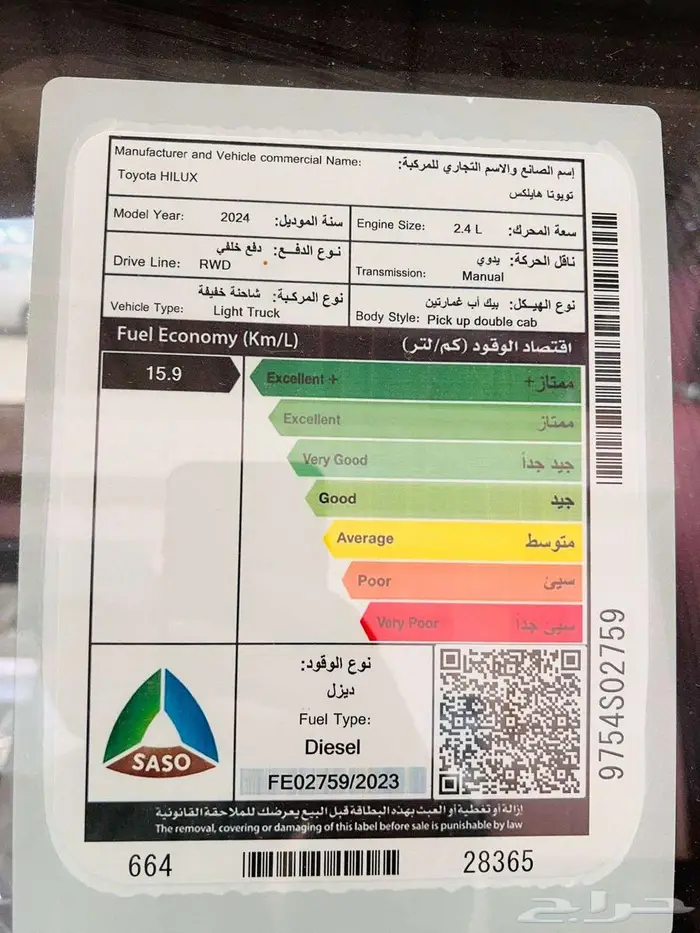 Manufacturer and Vehicle commercial Name: إسم الصانع والاسم التجاري للمركبة:
Toyota HILUX تويوتا هايلكس
Model Year: 2024 سنة الموديل:
Engine Size: 2.4 L سعة المحرك:
نوع الدفع: دفع خلفي
Drive Line: RWD
ناقل الحركة: يدوي
Transmission: Manual
نوع المركبة: شاحنة خفيفة
Vehicle Type: Light Truck
نوع الهيكل: بيك أب غمارتين
Body Style: Pick up double cab
Fuel Economy (Km/L) اقتصاد الوقود (كم/لتر)
15.9
Excellent + ممتاز+
Excellent ممتاز
Very Good جيد جداً
Good جيد
Average متوسط
Poor سيئ
Very Poor سيئ جداً
SASO
نوع الوقود:
ديزل
Fuel Type:
Diesel
FE02759/2023
إزالة أو تغطية أو العبث بهذه البطاقة قبل البيع يعرضك للملاحقة القانونية
The removal, covering or damaging of this label before sale is punishable by law
664 28365
9754S02759
حراج